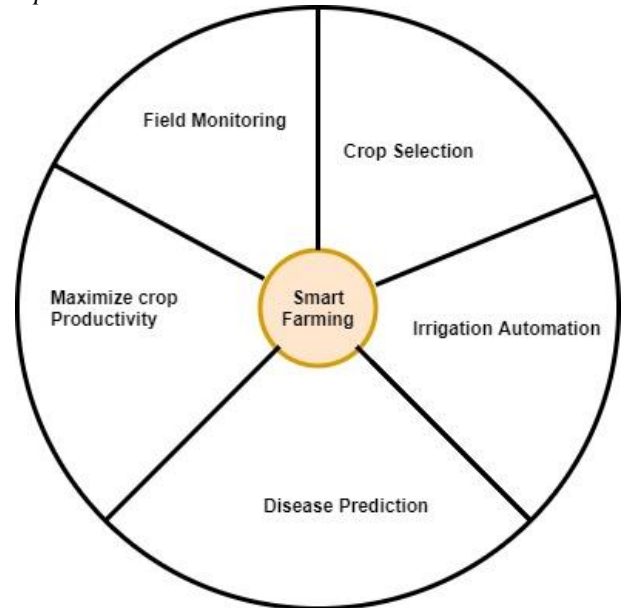 Field Monitoring
Crop Selection
Smart
Farming
Maximize crop
Productivity
Irrigation Automation
Disease Prediction